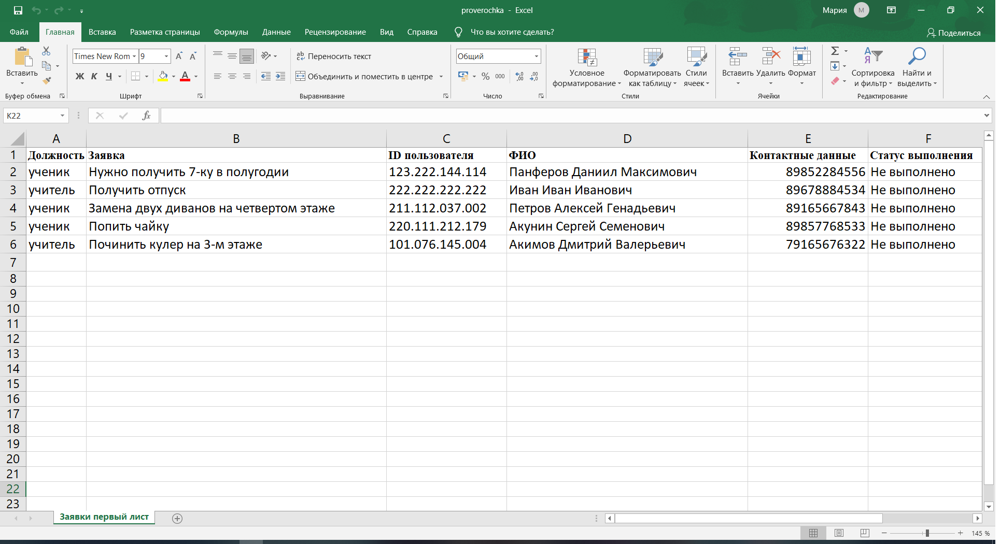 proverochka - Excel
Мария
М
Файл Главная Вставка Разметка страницы Формулы Данные Рецензирование Вид Справка Что вы хотите сделать? Поделиться
Вставить
Буфер обмена
Times New Rom 9
Ж К Ч
Шрифт
Переносить текст
Объединить и поместить в центре
Выравнивание
Общий
% 000
Число
Условное форматирование
Форматировать как таблицу
Стили ячеек
Стили
Вставить Удалить Формат
Ячейки
Сортировка и фильтр
Найти и выделить
Редактирование
K22
fx
A B C D E F
1 Должность Заявка ID пользователя ФИО Контактные данные Статус выполнения
2 ученик Нужно получить 7-ку в полугодии 123.222.144.114 Панферов Даниил Максимович 89852284556 Не выполнено
3 учитель Получить отпуск 222.222.222.222 Иван Иван Иванович 89678884534 Не выполнено
4 ученик Замена двух диванов на четвертом этаже 211.112.037.002 Петров Алексей Генадьевич 89165667843 Не выполнено
5 ученик Попить чайку 220.111.212.179 Акунин Сергей Семенович 89857768533 Не выполнено
6 учитель Починить кулер на 3-м этаже 101.076.145.004 Акимов Дмитрий Валерьевич 79165676322 Не выполнено
7
8
9
10
11
12
13
14
15
16
17
18
19
20
21
22
23
Заявки первый лист
145 %